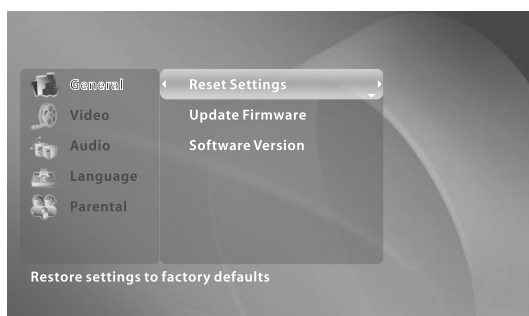 General
Video
Audio
Language
Parental
Reset Settings
Update Firmware
Software Version
Restore settings to factory defaults